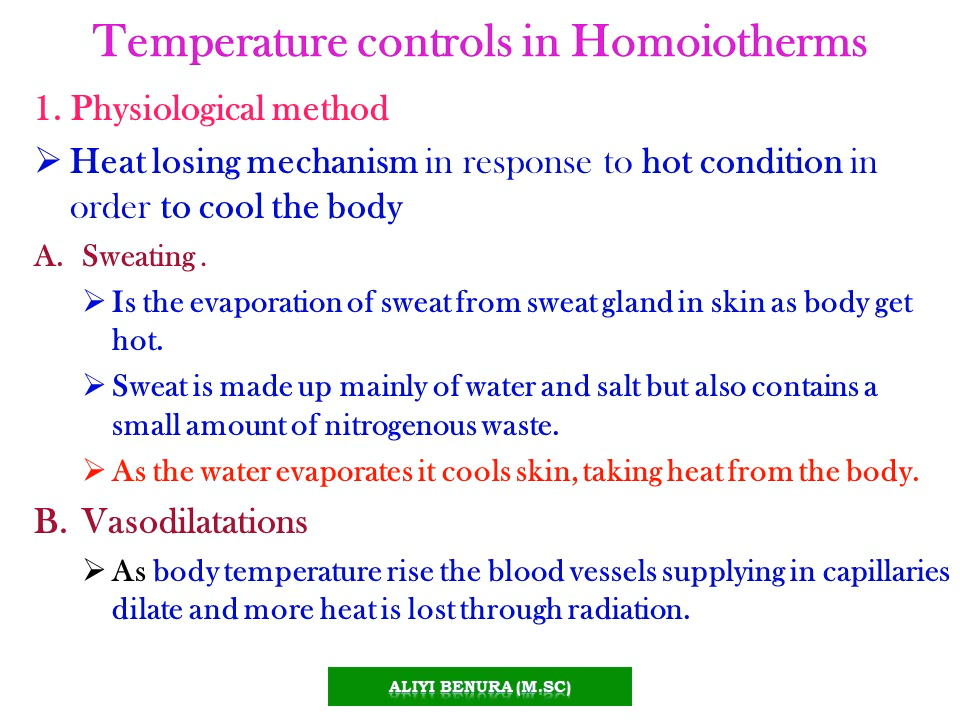 Temperature controls in Homoiotherms
1. Physiological method
➢ Heat losing mechanism in response to hot condition in
order to cool the body
A. Sweating .
➢ Is the evaporation of sweat from sweat gland in skin as body get
hot.
➢ Sweat is made up mainly of water and salt but also contains a
small amount of nitrogenous waste.
➢ As the water evaporates it cools skin, taking heat from the body.
B. Vasodilatations
➢ As body temperature rise the blood vessels supplying in capillaries
dilate and more heat is lost through radiation.
ALIYI BENURA (M.SC)